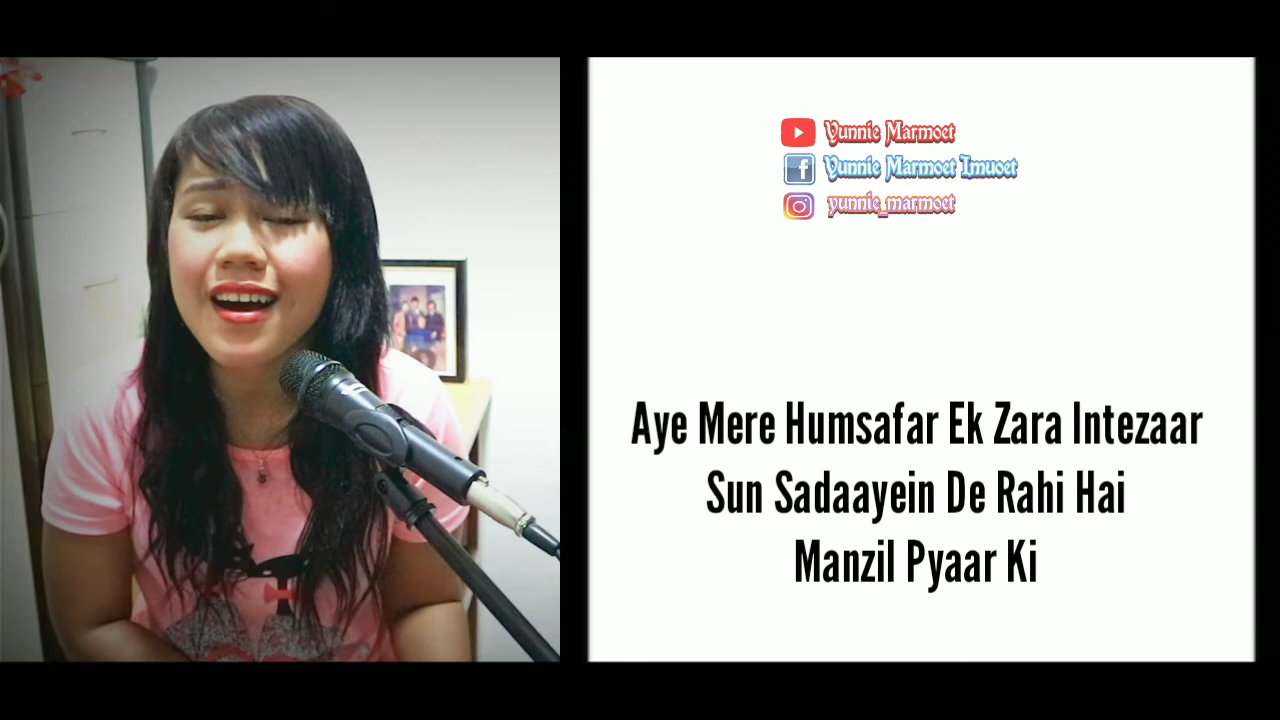 Yunnie Marmoet
Yunnie Marmoet Imuoet
yunnie_marmoet
Aye Mere Humsafar Ek Zara Intezaar
Sun Sadaayein De Rahi Hai
Manzil Pyaar Ki